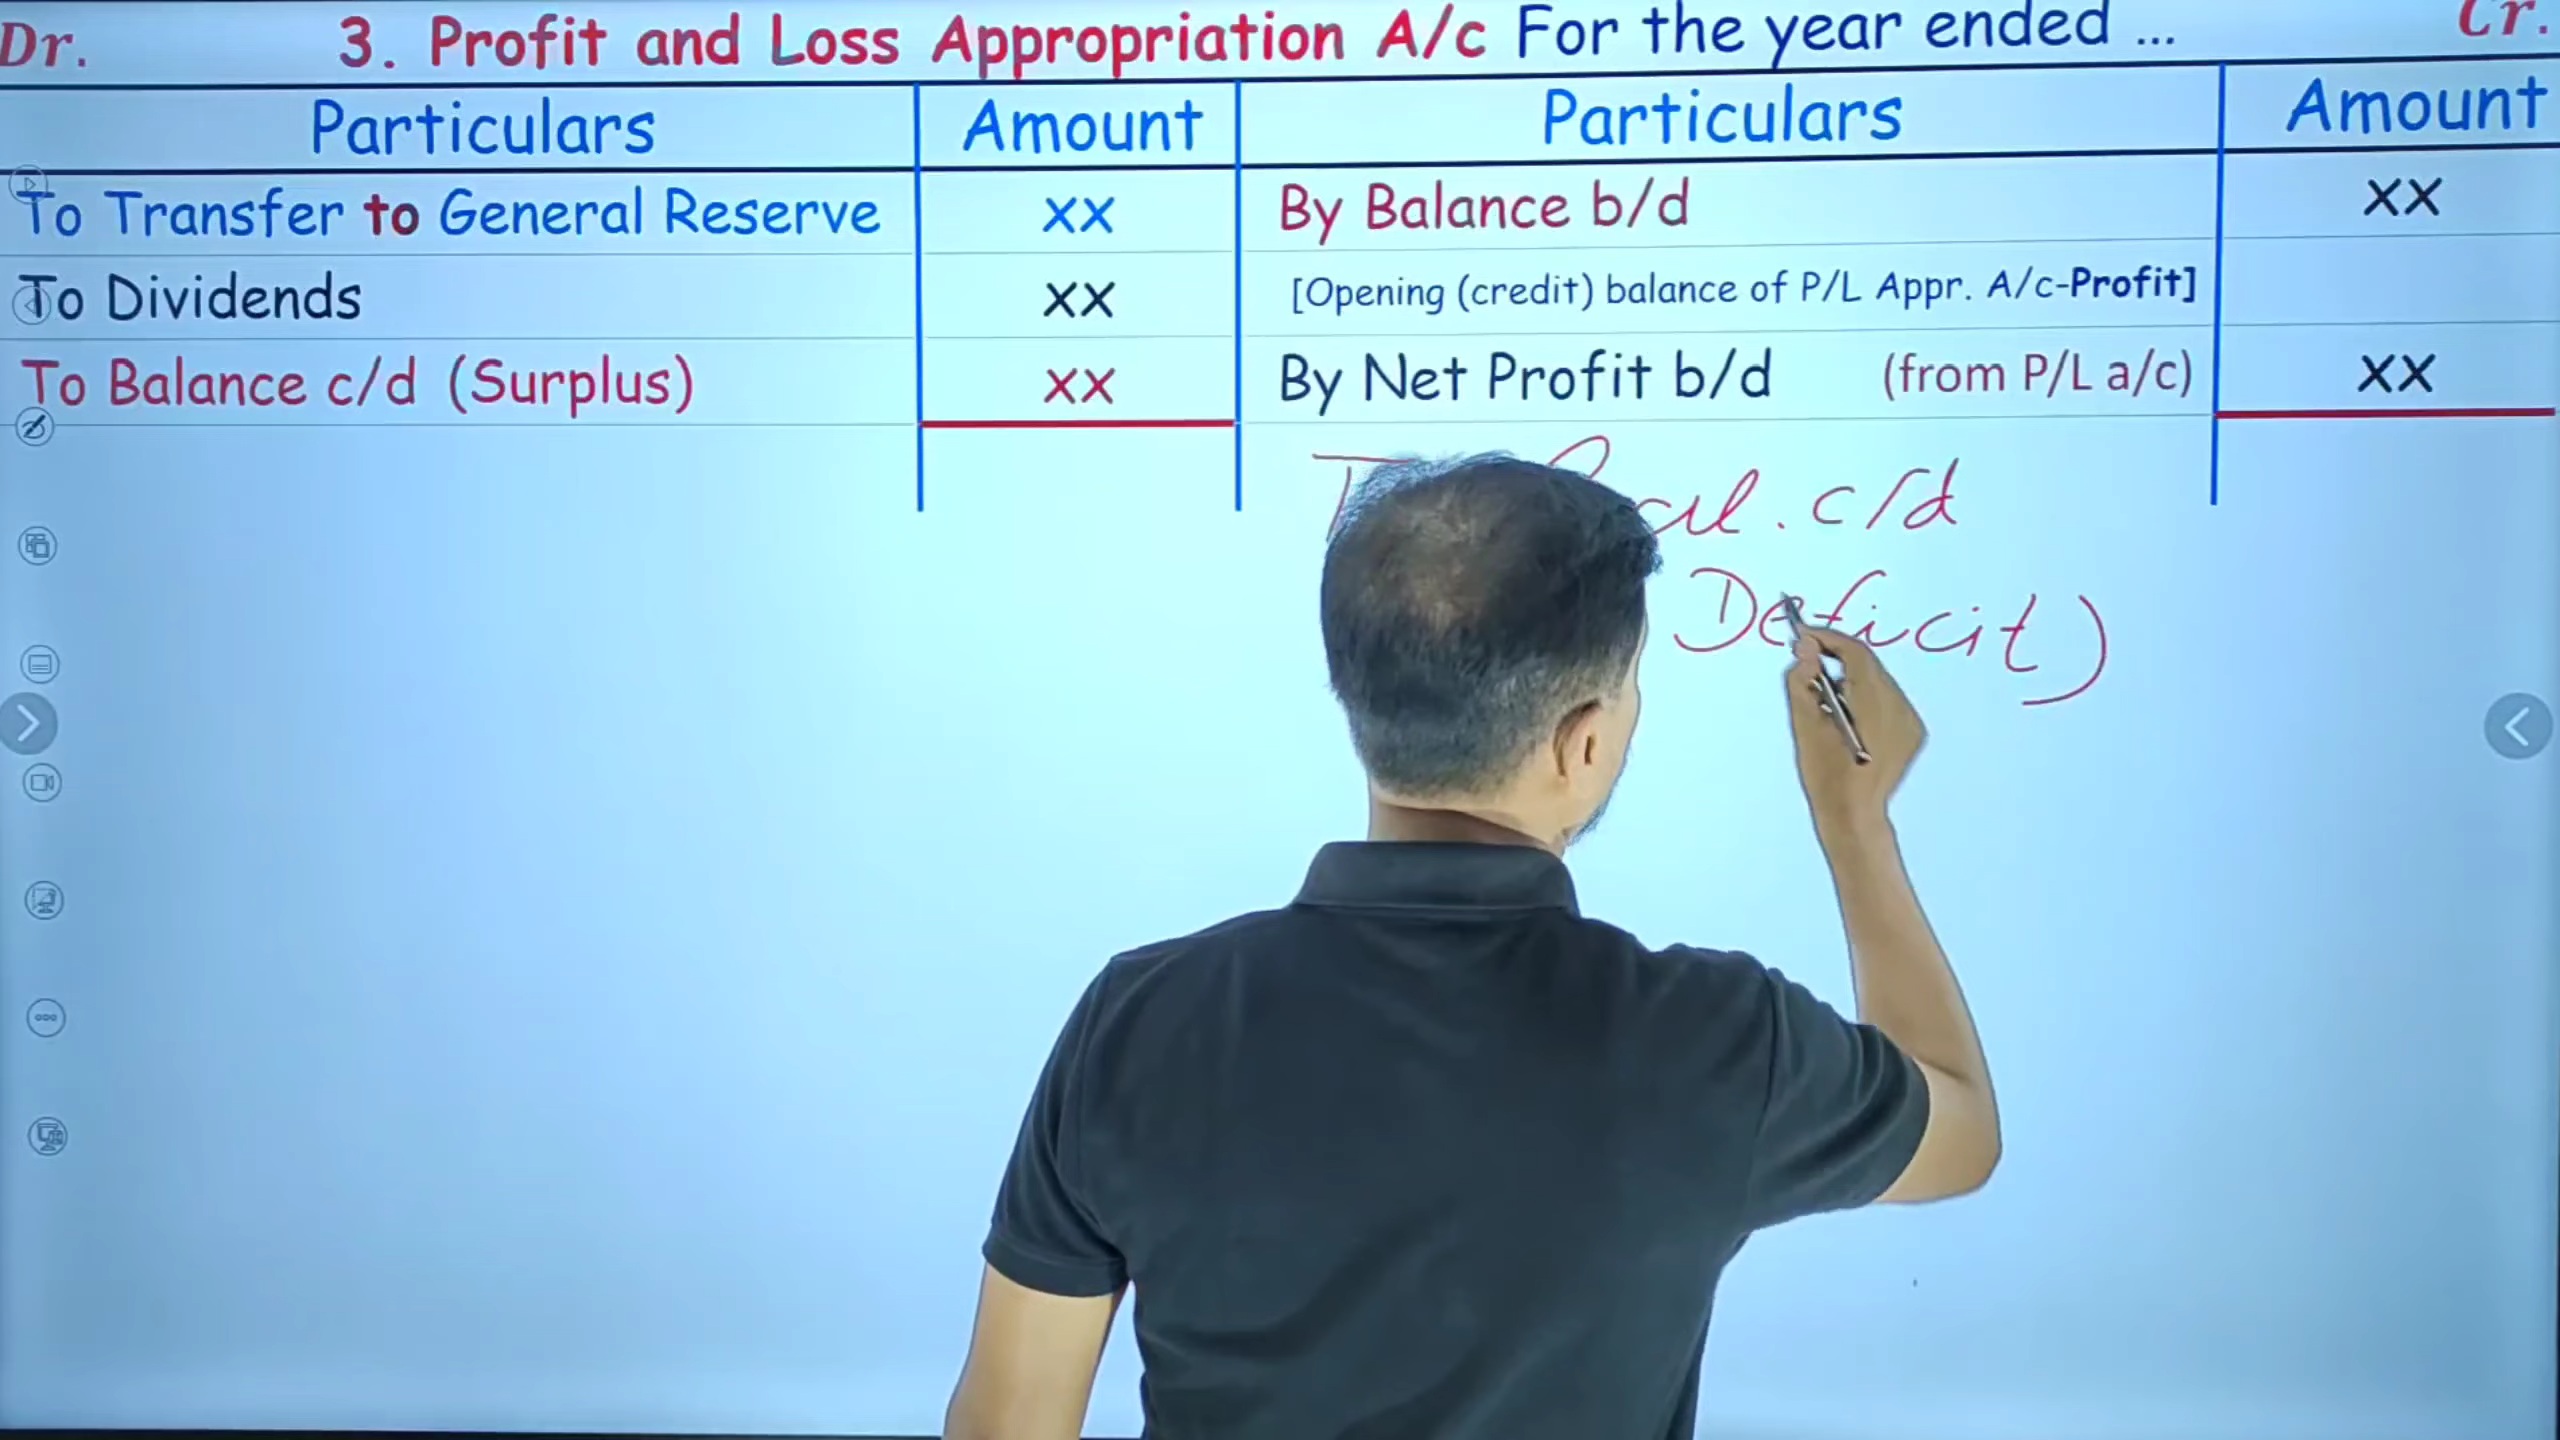 Dr. 3. Profit and Loss Appropriation A/c For the year ended ... Cr.
Particulars Amount Particulars Amount
To Transfer to General Reserve xx By Balance b/d xx
To Dividends xx [Opening (credit) balance of P/L Appr. A/c-Profit]
To Balance c/d (Surplus) xx By Net Profit b/d (from P/L a/c) xx
c/d
Deficit)